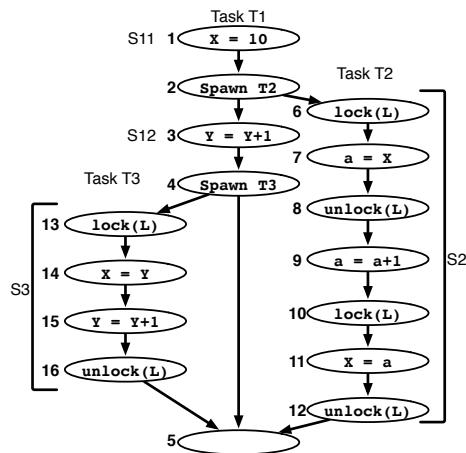 Task T1
S11 1 X = 10
Task T2
2 Spawn T2
6 lock(L)
S12 3 Y = Y+1
7 a = X
Task T3
4 Spawn T3
8 unlock(L)
13 lock(L)
9 a = a+1
S2
14 X = Y
S3
10 lock(L)
15 Y = Y+1
11 X = a
16 unlock(L)
12 unlock(L)
5